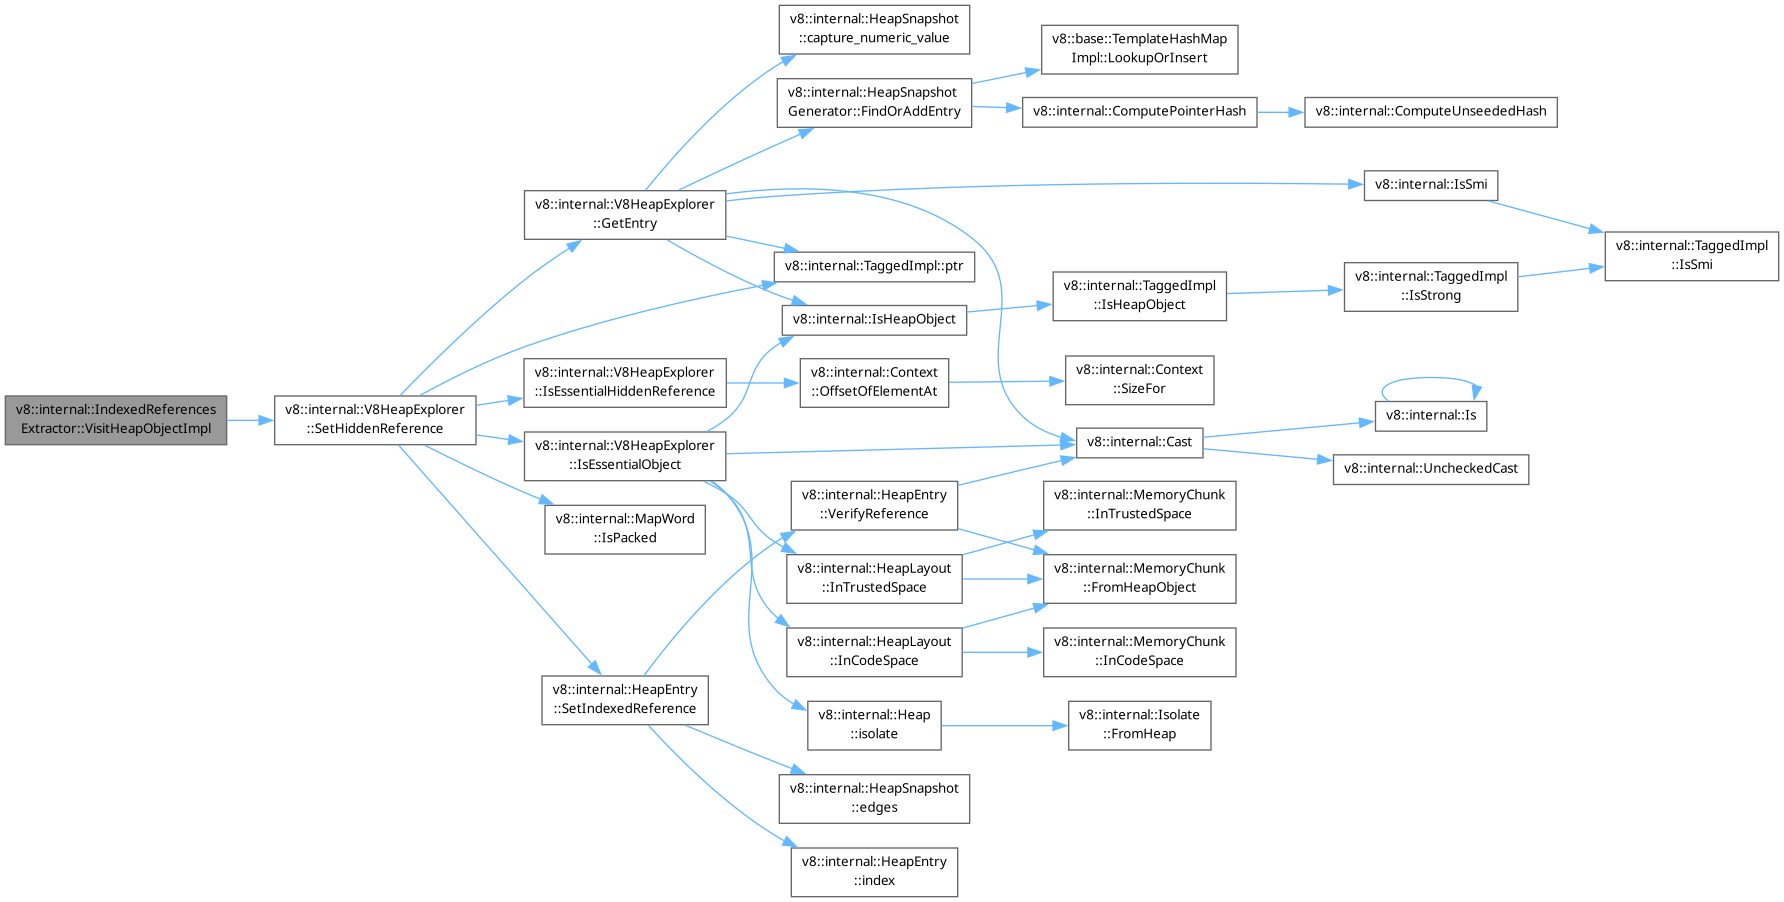 v8::internal::IndexedReferences
Extractor::VisitHeapObjectImpl
v8::internal::V8HeapExplorer
::SetHiddenReference
v8::internal::V8HeapExplorer
::GetEntry
v8::internal::HeapSnapshot
::capture_numeric_value
v8::internal::HeapSnapshot
Generator::FindOrAddEntry
v8::base::TemplateHashMap
Impl::LookupOrInsert
v8::internal::ComputePointerHash
v8::internal::ComputeUnseededHash
v8::internal::IsSmi
v8::internal::TaggedImpl
::IsSmi
v8::internal::TaggedImpl::ptr
v8::internal::IsHeapObject
v8::internal::TaggedImpl
::IsHeapObject
v8::internal::TaggedImpl
::IsStrong
v8::internal::V8HeapExplorer
::IsEssentialHiddenReference
v8::internal::Context
::OffsetOfElementAt
v8::internal::Context
::SizeFor
v8::internal::V8HeapExplorer
::IsEssentialObject
v8::internal::Cast
v8::internal::Is
v8::internal::UncheckedCast
v8::internal::MapWord
::IsPacked
v8::internal::HeapEntry
::VerifyReference
v8::internal::MemoryChunk
::InTrustedSpace
v8::internal::HeapLayout
::InTrustedSpace
v8::internal::MemoryChunk
::FromHeapObject
v8::internal::HeapLayout
::InCodeSpace
v8::internal::MemoryChunk
::InCodeSpace
v8::internal::HeapEntry
::SetIndexedReference
v8::internal::Heap
::isolate
v8::internal::Isolate
::FromHeap
v8::internal::HeapSnapshot
::edges
v8::internal::HeapEntry
::index